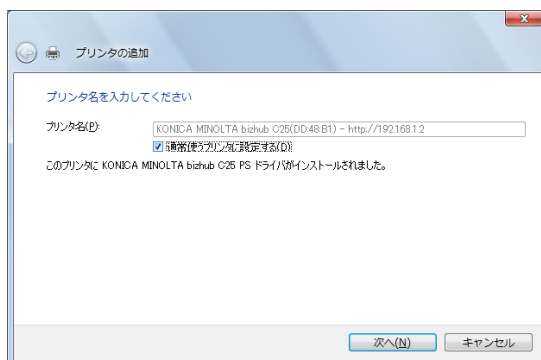 プリンタの追加
プリンタ名を入力してください
プリンタ名(P): KONICA MINOLTA bizhub C25(DD:48:B1) - http://192.168.1.2
通常使うプリンタに設定する(D)
このプリンタに KONICA MINOLTA bizhub C25 PS ドライバがインストールされました。
次へ(N) キャンセル